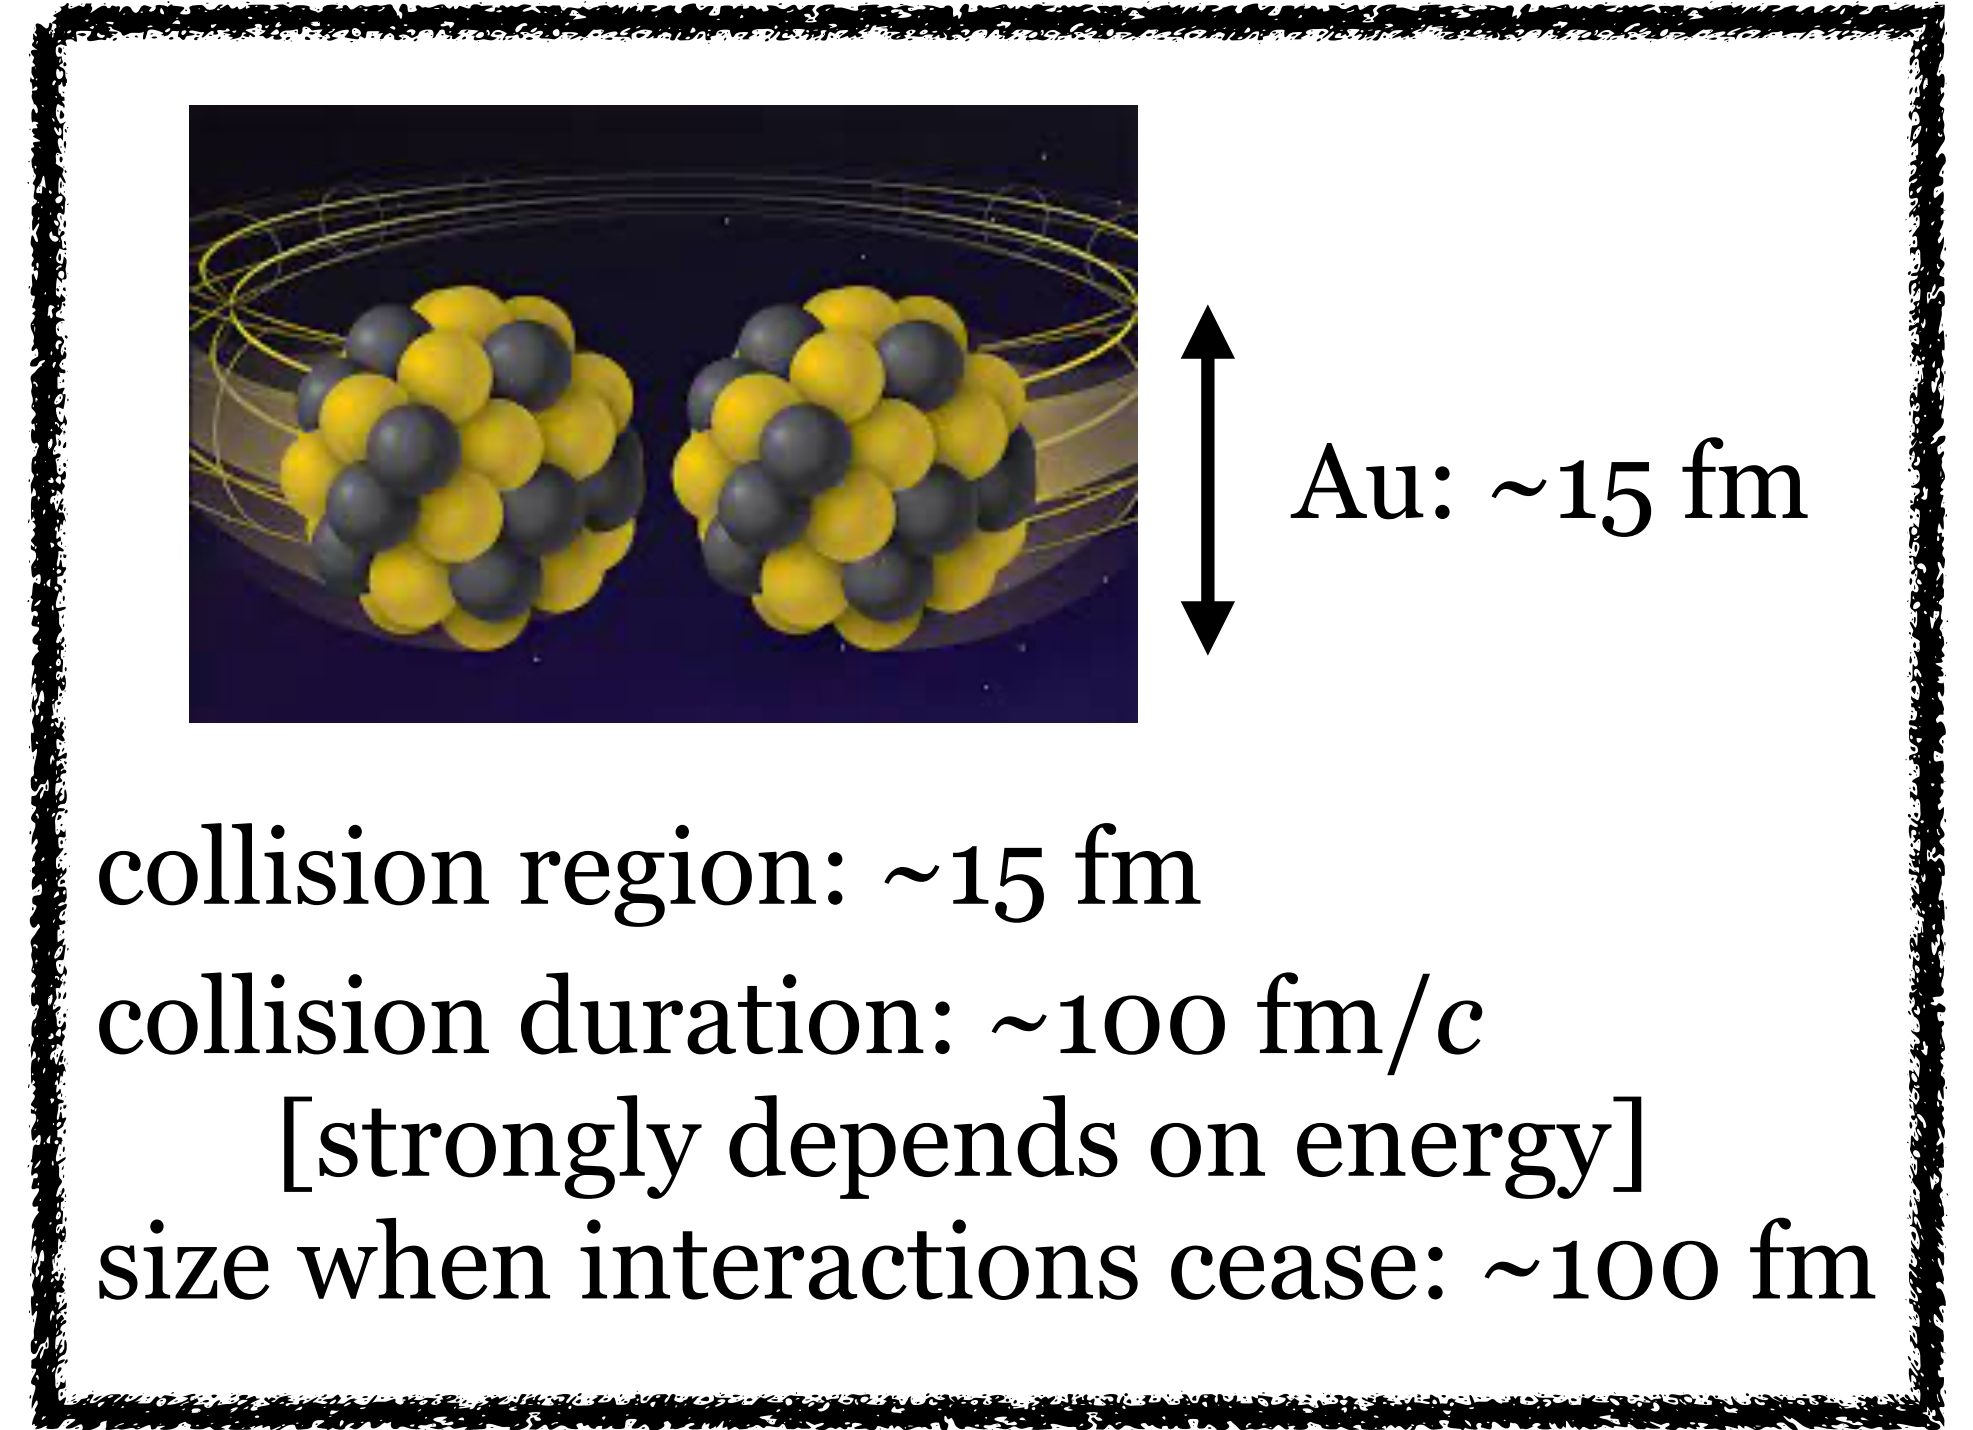 Au: ~15 fm
collision region: ~15 fm
collision duration: ~100 fm/c
[strongly depends on energy]
size when interactions cease: ~100 fm